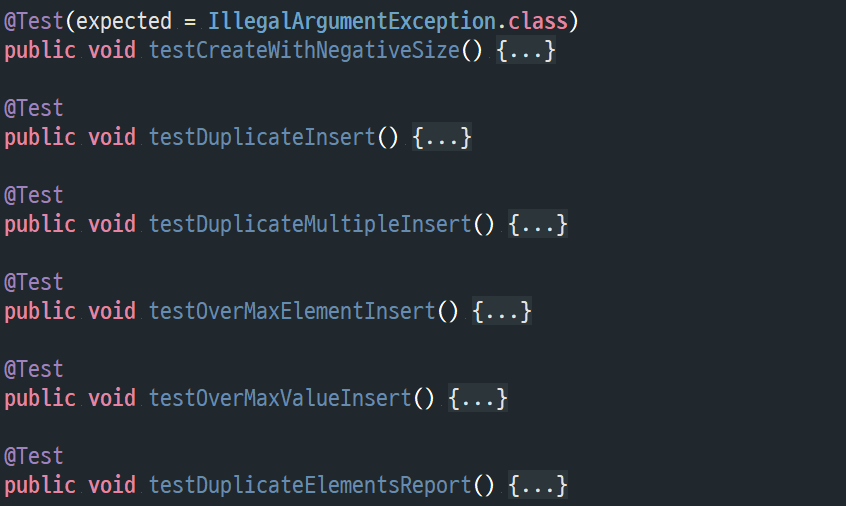 @Test(expected = IllegalArgumentException.class)
public void testCreateWithNegativeSize() {...}
@Test
public void testDuplicateInsert() {...}
@Test
public void testDuplicateMultipleInsert() {...}
@Test
public void testOverMaxElementInsert() {...}
@Test
public void testOverMaxValueInsert() {...}
@Test
public void testDuplicateElementsReport() {...}